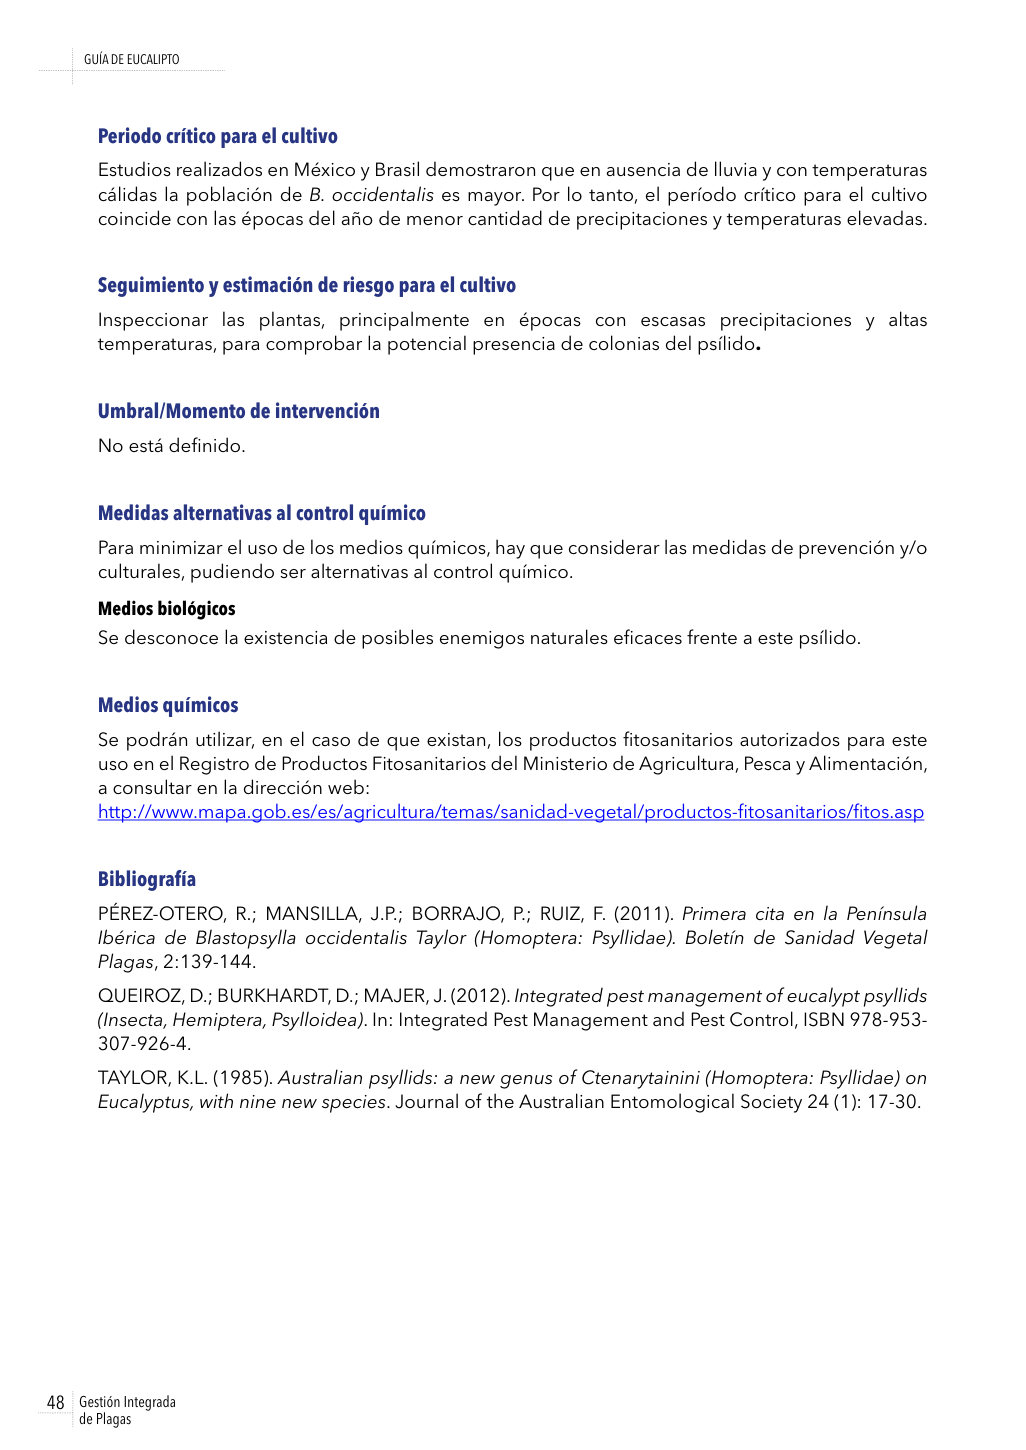 GUÍA DE EUCALIPTO
Periodo crítico para el cultivo
Estudios realizados en México y Brasil demostraron que en ausencia de lluvia y con temperaturas
cálidas la población de B. occidentalis es mayor. Por lo tanto, el período crítico para el cultivo
coincide con las épocas del año de menor cantidad de precipitaciones y temperaturas elevadas.
Seguimiento y estimación de riesgo para el cultivo
Inspeccionar las plantas, principalmente en épocas con escasas precipitaciones y altas
temperaturas, para comprobar la potencial presencia de colonias del psílido.
Umbral/Momento de intervención
No está definido.
Medidas alternativas al control químico
Para minimizar el uso de los medios químicos, hay que considerar las medidas de prevención y/o
culturales, pudiendo ser alternativas al control químico.
Medios biológicos
Se desconoce la existencia de posibles enemigos naturales eficaces frente a este psílido.
Medios químicos
Se podrán utilizar, en el caso de que existan, los productos fitosanitarios autorizados para este
uso en el Registro de Productos Fitosanitarios del Ministerio de Agricultura, Pesca y Alimentación,
a consultar en la dirección web:
http://www.mapa.gob.es/es/agricultura/temas/sanidad-vegetal/productos-fitosanitarios/fitos.asp
Bibliografía
PÉREZ-OTERO, R.; MANSILLA, J.P.; BORRAJO, P.; RUIZ, F. (2011). Primera cita en la Península
Ibérica de Blastopsylla occidentalis Taylor (Homoptera: Psyllidae). Boletín de Sanidad Vegetal
Plagas, 2:139-144.
QUEIROZ, D.; BURKHARDT, D.; MAJER, J. (2012). Integrated pest management of eucalypt psyllids
(Insecta, Hemiptera, Psylloidea). In: Integrated Pest Management and Pest Control, ISBN 978-953-
307-926-4.
TAYLOR, K.L. (1985). Australian psyllids: a new genus of Ctenarytainini (Homoptera: Psyllidae) on
Eucalyptus, with nine new species. Journal of the Australian Entomological Society 24 (1): 17-30.
48 Gestión Integrada
de Plagas